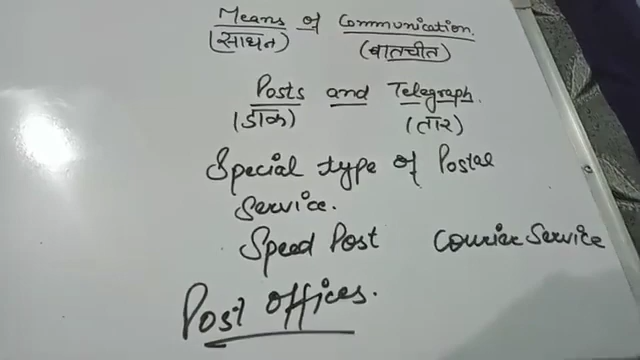 Means of Communication.
(साधन) (बातचीत)
Posts and Telegraph.
(डाक) (तार)
Special type of Postal
Service.
Speed Post Courier Service
Post Offices.